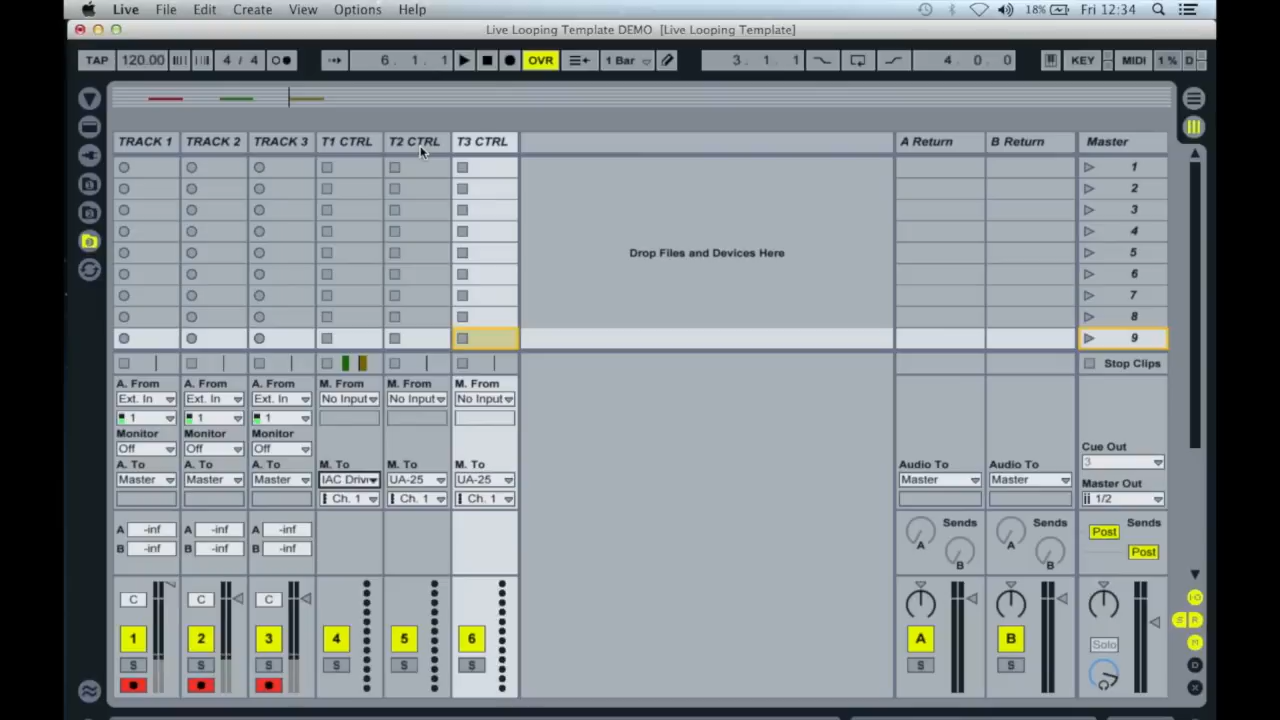 Live File Edit Create View Options Help 18% Fri 12:34
Live Looping Template DEMO [Live Looping Template]
TAP 120.00 4 / 4 6. 1. 1 OVR 1 Bar 3. 1. 1 4. 0. 0 KEY MIDI 1 % D
TRACK 1 TRACK 2 TRACK 3 T1 CTRL T2 CTRL T3 CTRL A Return B Return Master
1
2
3
4
Drop Files and Devices Here 5
6
7
8
9
Stop Clips
A. From A. From A. From M. From M. From M. From
Ext. In Ext. In Ext. In No Input No Input No Input
1 1 1
Monitor Monitor Monitor
Off Off Off Cue Out
3
A. To A. To A. To M. To M. To M. To Audio To Audio To
Master Master Master IAC Driv UA-25 UA-25 Master Master Master Out
Ch. 1 Ch. 1 Ch. 1 1/2
A -inf A -inf A -inf Sends Sends Post Sends
B -inf B -inf B -inf A B A B Post
C C C
1 2 3 4 5 6 A B Solo
S S S S S S S S
I-O
S R
M
D
X